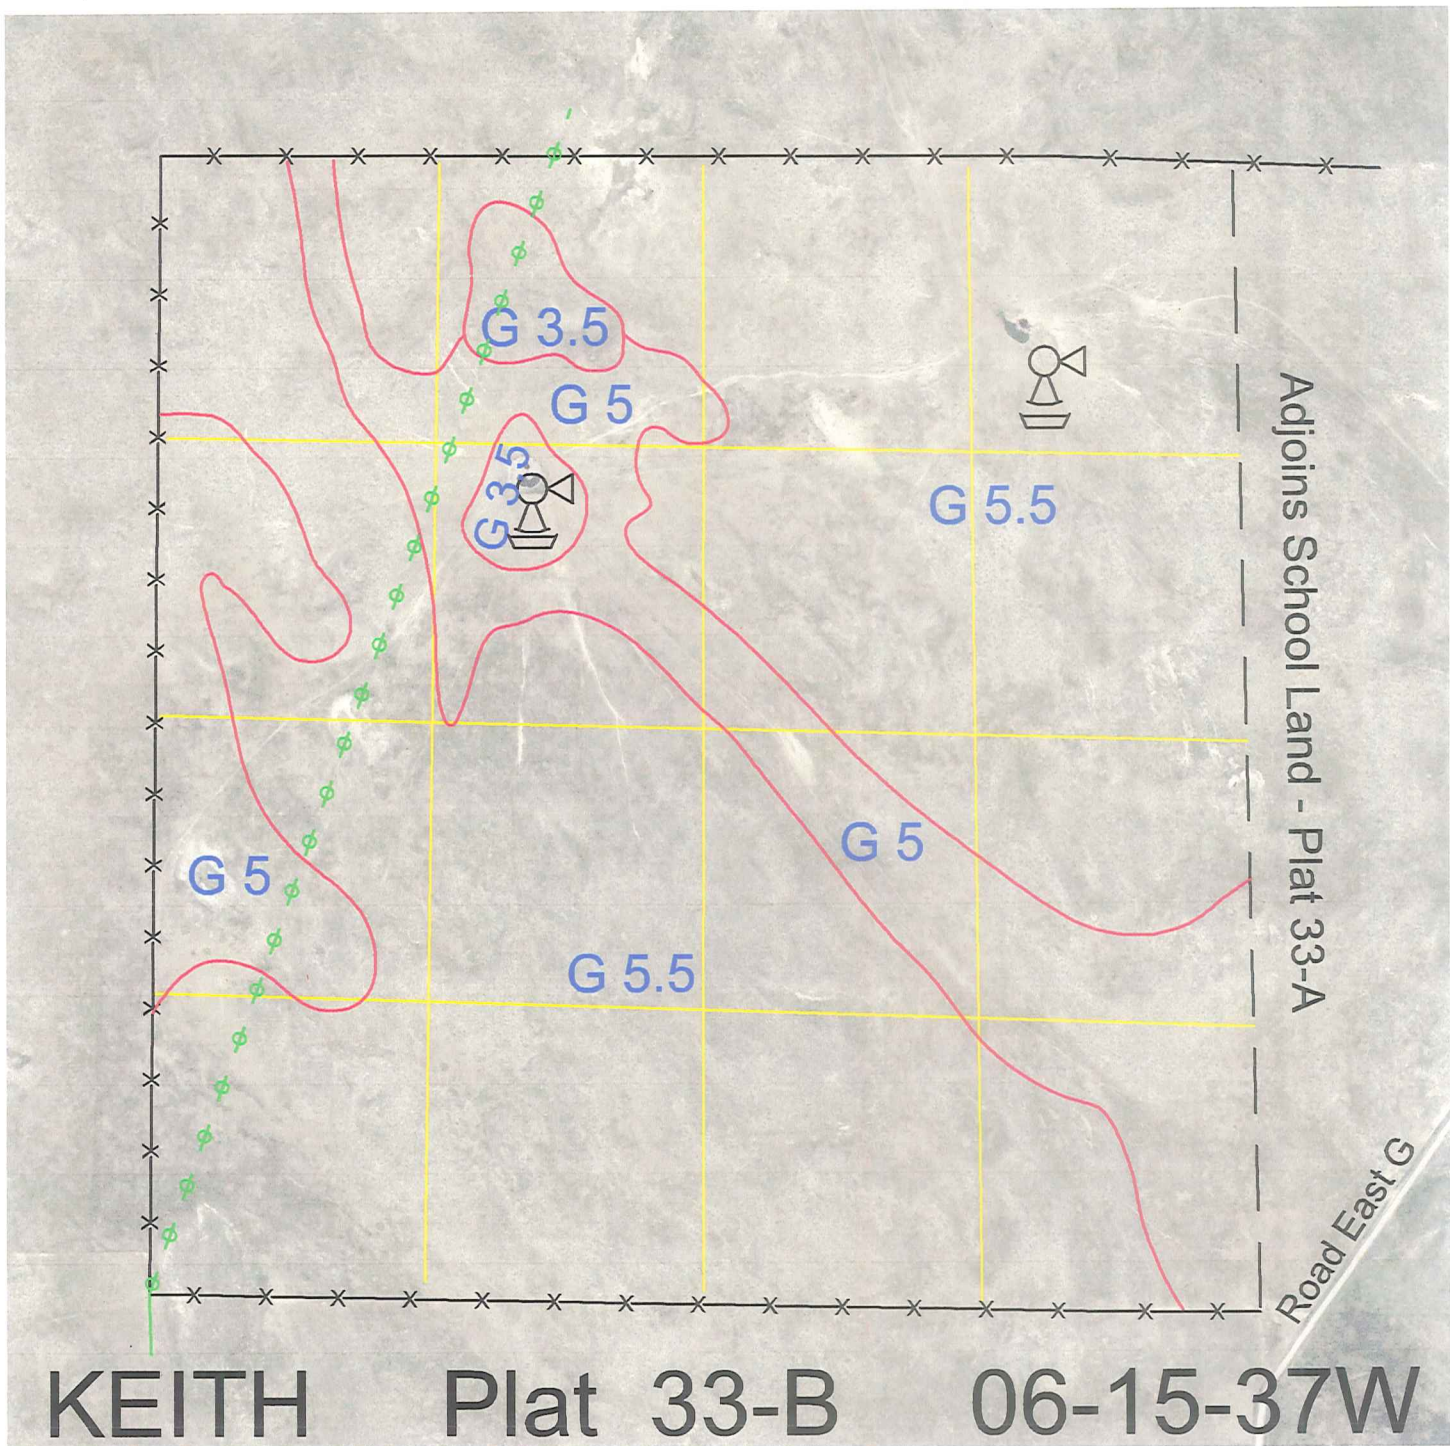 G 3.5
G 5
G 3.5
G 5.5
Adjoins School Land - Plat 33-A
G 5
G 5
G 5.5
Road East G
KEITH Plat 33-B 06-15-37W